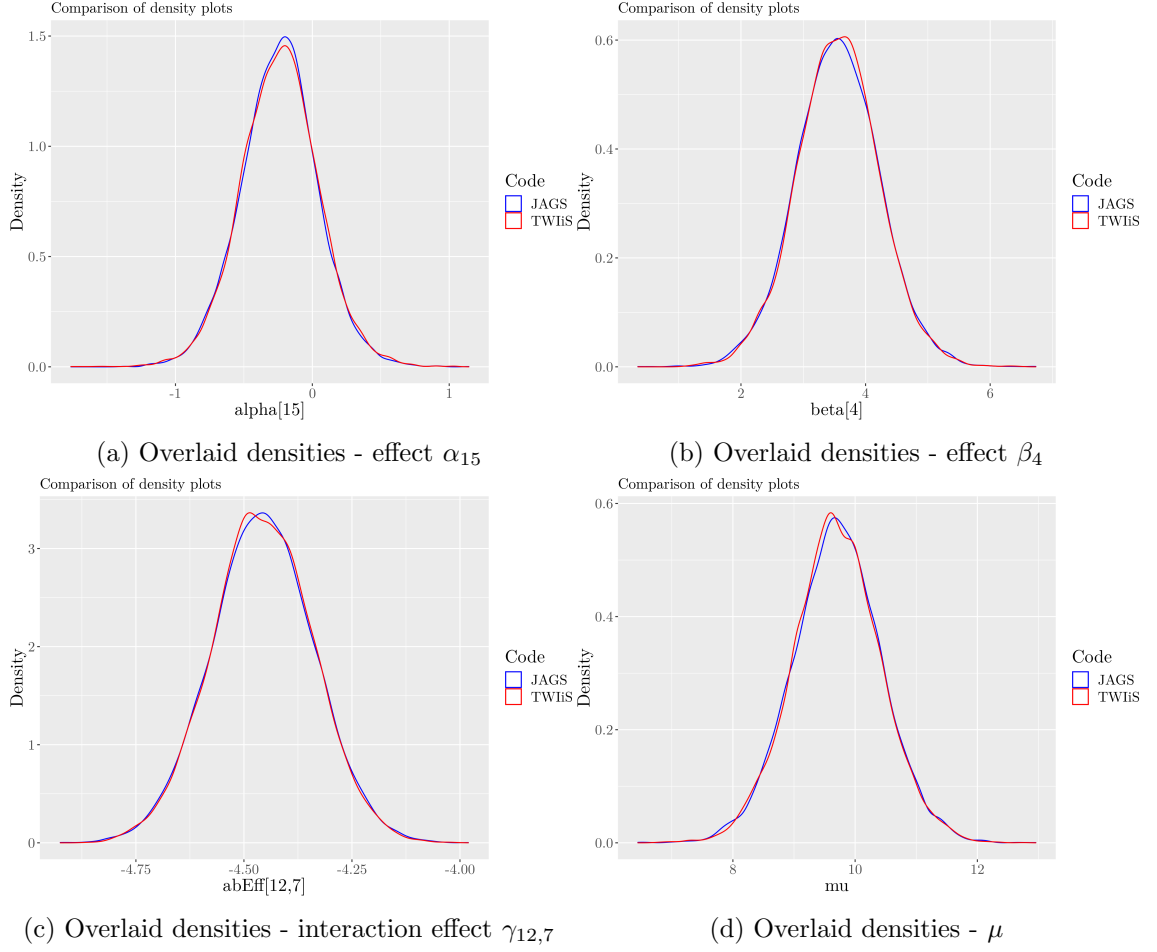 Comparison of density plots
Density
1.5
1.0
0.5
0.0
-1 0 1
alpha[15]
Code
JAGS
TWIiS
(a) Overlaid densities - effect α₁₅
Comparison of density plots
Density
0.6
0.4
0.2
0.0
2 4 6
beta[4]
Code
JAGS
TWIiS
(b) Overlaid densities - effect β₄
Comparison of density plots
Density
3
2
1
0
-4.75 -4.50 -4.25 -4.00
abEff[12,7]
Code
JAGS
TWIiS
(c) Overlaid densities - interaction effect γ₁₂,₇
Comparison of density plots
Density
0.6
0.4
0.2
0.0
8 10 12
mu
Code
JAGS
TWIiS
(d) Overlaid densities - μ